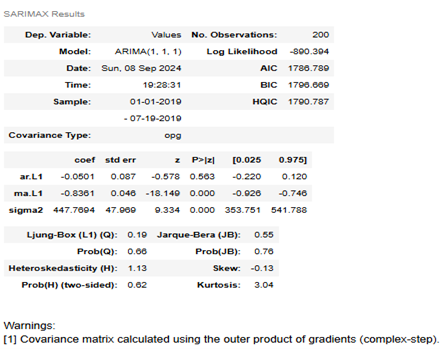 SARIMAX Results
Dep. Variable: Values No. Observations: 200
Model: ARIMA(1, 1, 1) Log Likelihood -890.394
Date: Sun, 08 Sep 2024 AIC 1786.789
Time: 19:28:31 BIC 1796.669
Sample: 01-01-2019 HQIC 1790.787
- 07-19-2019
Covariance Type: opg
coef std err z P>|z| [0.025 0.975]
ar.L1 -0.0501 0.087 -0.578 0.563 -0.220 0.120
ma.L1 -0.8361 0.046 -18.149 0.000 -0.926 -0.746
sigma2 447.7694 47.969 9.334 0.000 353.751 541.788
Ljung-Box (L1) (Q): 0.19 Jarque-Bera (JB): 0.55
Prob(Q): 0.66 Prob(JB): 0.76
Heteroskedasticity (H): 1.13 Skew: -0.13
Prob(H) (two-sided): 0.62 Kurtosis: 3.04
Warnings:
[1] Covariance matrix calculated using the outer product of gradients (complex-step).